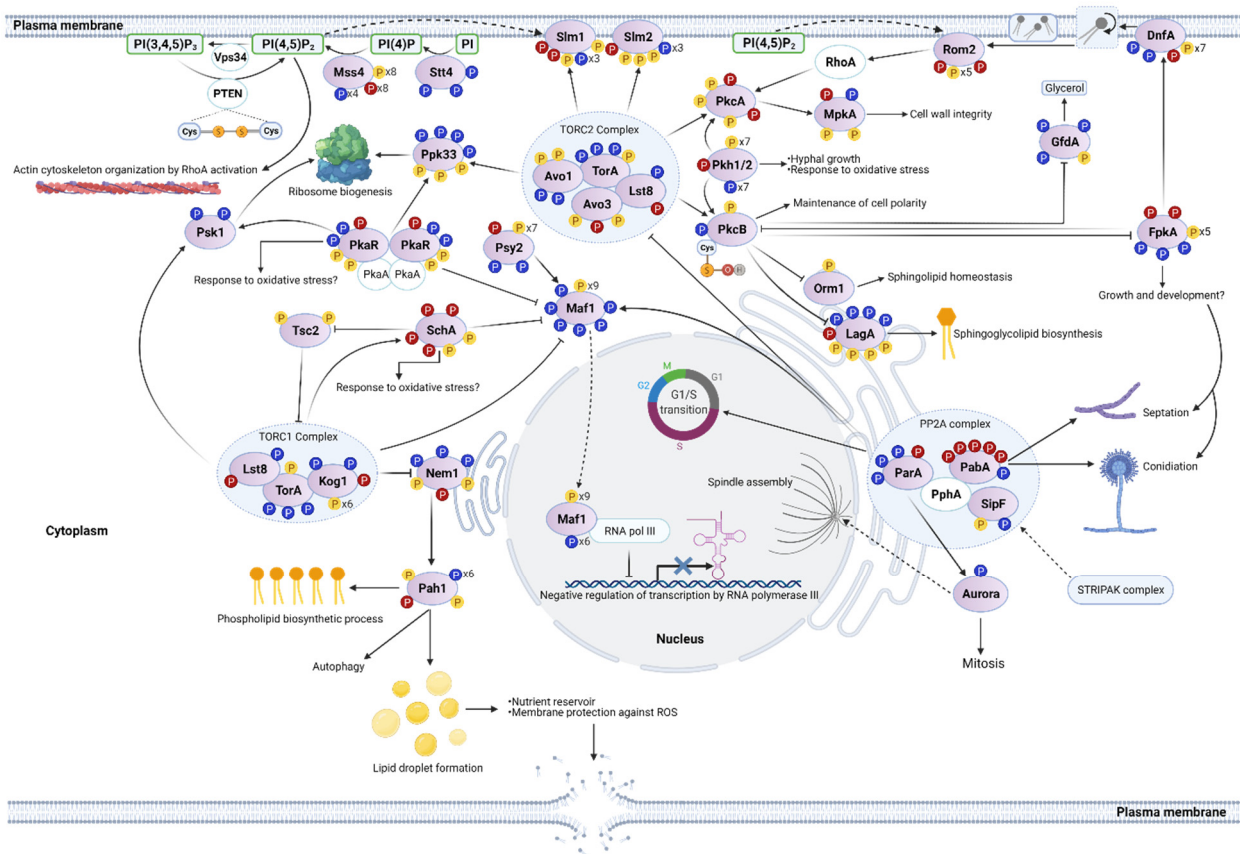 Plasma membrane
PI(3,4,5)P3
PI(4,5)P2
PI(4)P
PI
Vps34
PTEN
Cys
S
S
Cys
Mss4
P x8
P x4
P x8
Stt4
P
P
P
Slm1
P
P
P
P
P
P x3
Slm2
P
P
P x3
P
P
P
PI(4,5)P2
RhoA
Rom2
P
P x5
P
DnfA
P
P x7
P
P
P
PkcA
P
P
P
P
MpkA
P
P
P
P
Cell wall integrity
Glycerol
GfdA
P
P
P
P
Actin cytoskeleton organization by RhoA activation
Ribosome biogenesis
Ppk33
P
P
P
P
P
P
P
P
TORC2 Complex
Avo1
P
P
P
P
TorA
P
P
P
P
Avo3
P
P
P
Lst8
P
P
Pkh1/2
P x7
P x7
•Hyphal growth
•Response to oxidative stress
Maintenance of cell polarity
PkcB
P
P
Cys
S
O
H
FpkA
P
P
P
P
P
P
P x5
Growth and development?
Psk1
P
P
PkaR
PkaR
PkaA
PkaA
Response to oxidative stress?
Psy2
P
P x7
P
P
Maf1
P x9
P
P
P
P
P
P
Orm1
P
P
Sphingolipid homeostasis
LagA
P
P
P
P
P
P
P
P
Sphingoglycolipid biosynthesis
Tsc2
P
P
SchA
P
P
P
P
P
P
P
Response to oxidative stress?
TORC1 Complex
Lst8
P
P
TorA
P
P
P
P
Kog1
P
P
P
P x6
Nem1
P
P
P
P
P
P
P
M
G1
G2
S
G1/S
transition
PP2A complex
ParA
P
P
P
P
PabA
P
P
P
P
P
P
PphA
SipF
P
P
Septation
Conidiation
Spindle assembly
Cytoplasm
Maf1
P x9
P x6
RNA pol III
Negative regulation of transcription by RNA polymerse III
Nucleus
Aurora
P
Mitosis
STRIPAK complex
Pah1
P
P x6
P
P
Phospholipid biosynthetic process
Autophagy
•Nutrient reservoir
•Membrane protection against ROS
Lipid droplet formation
Plasma membrane